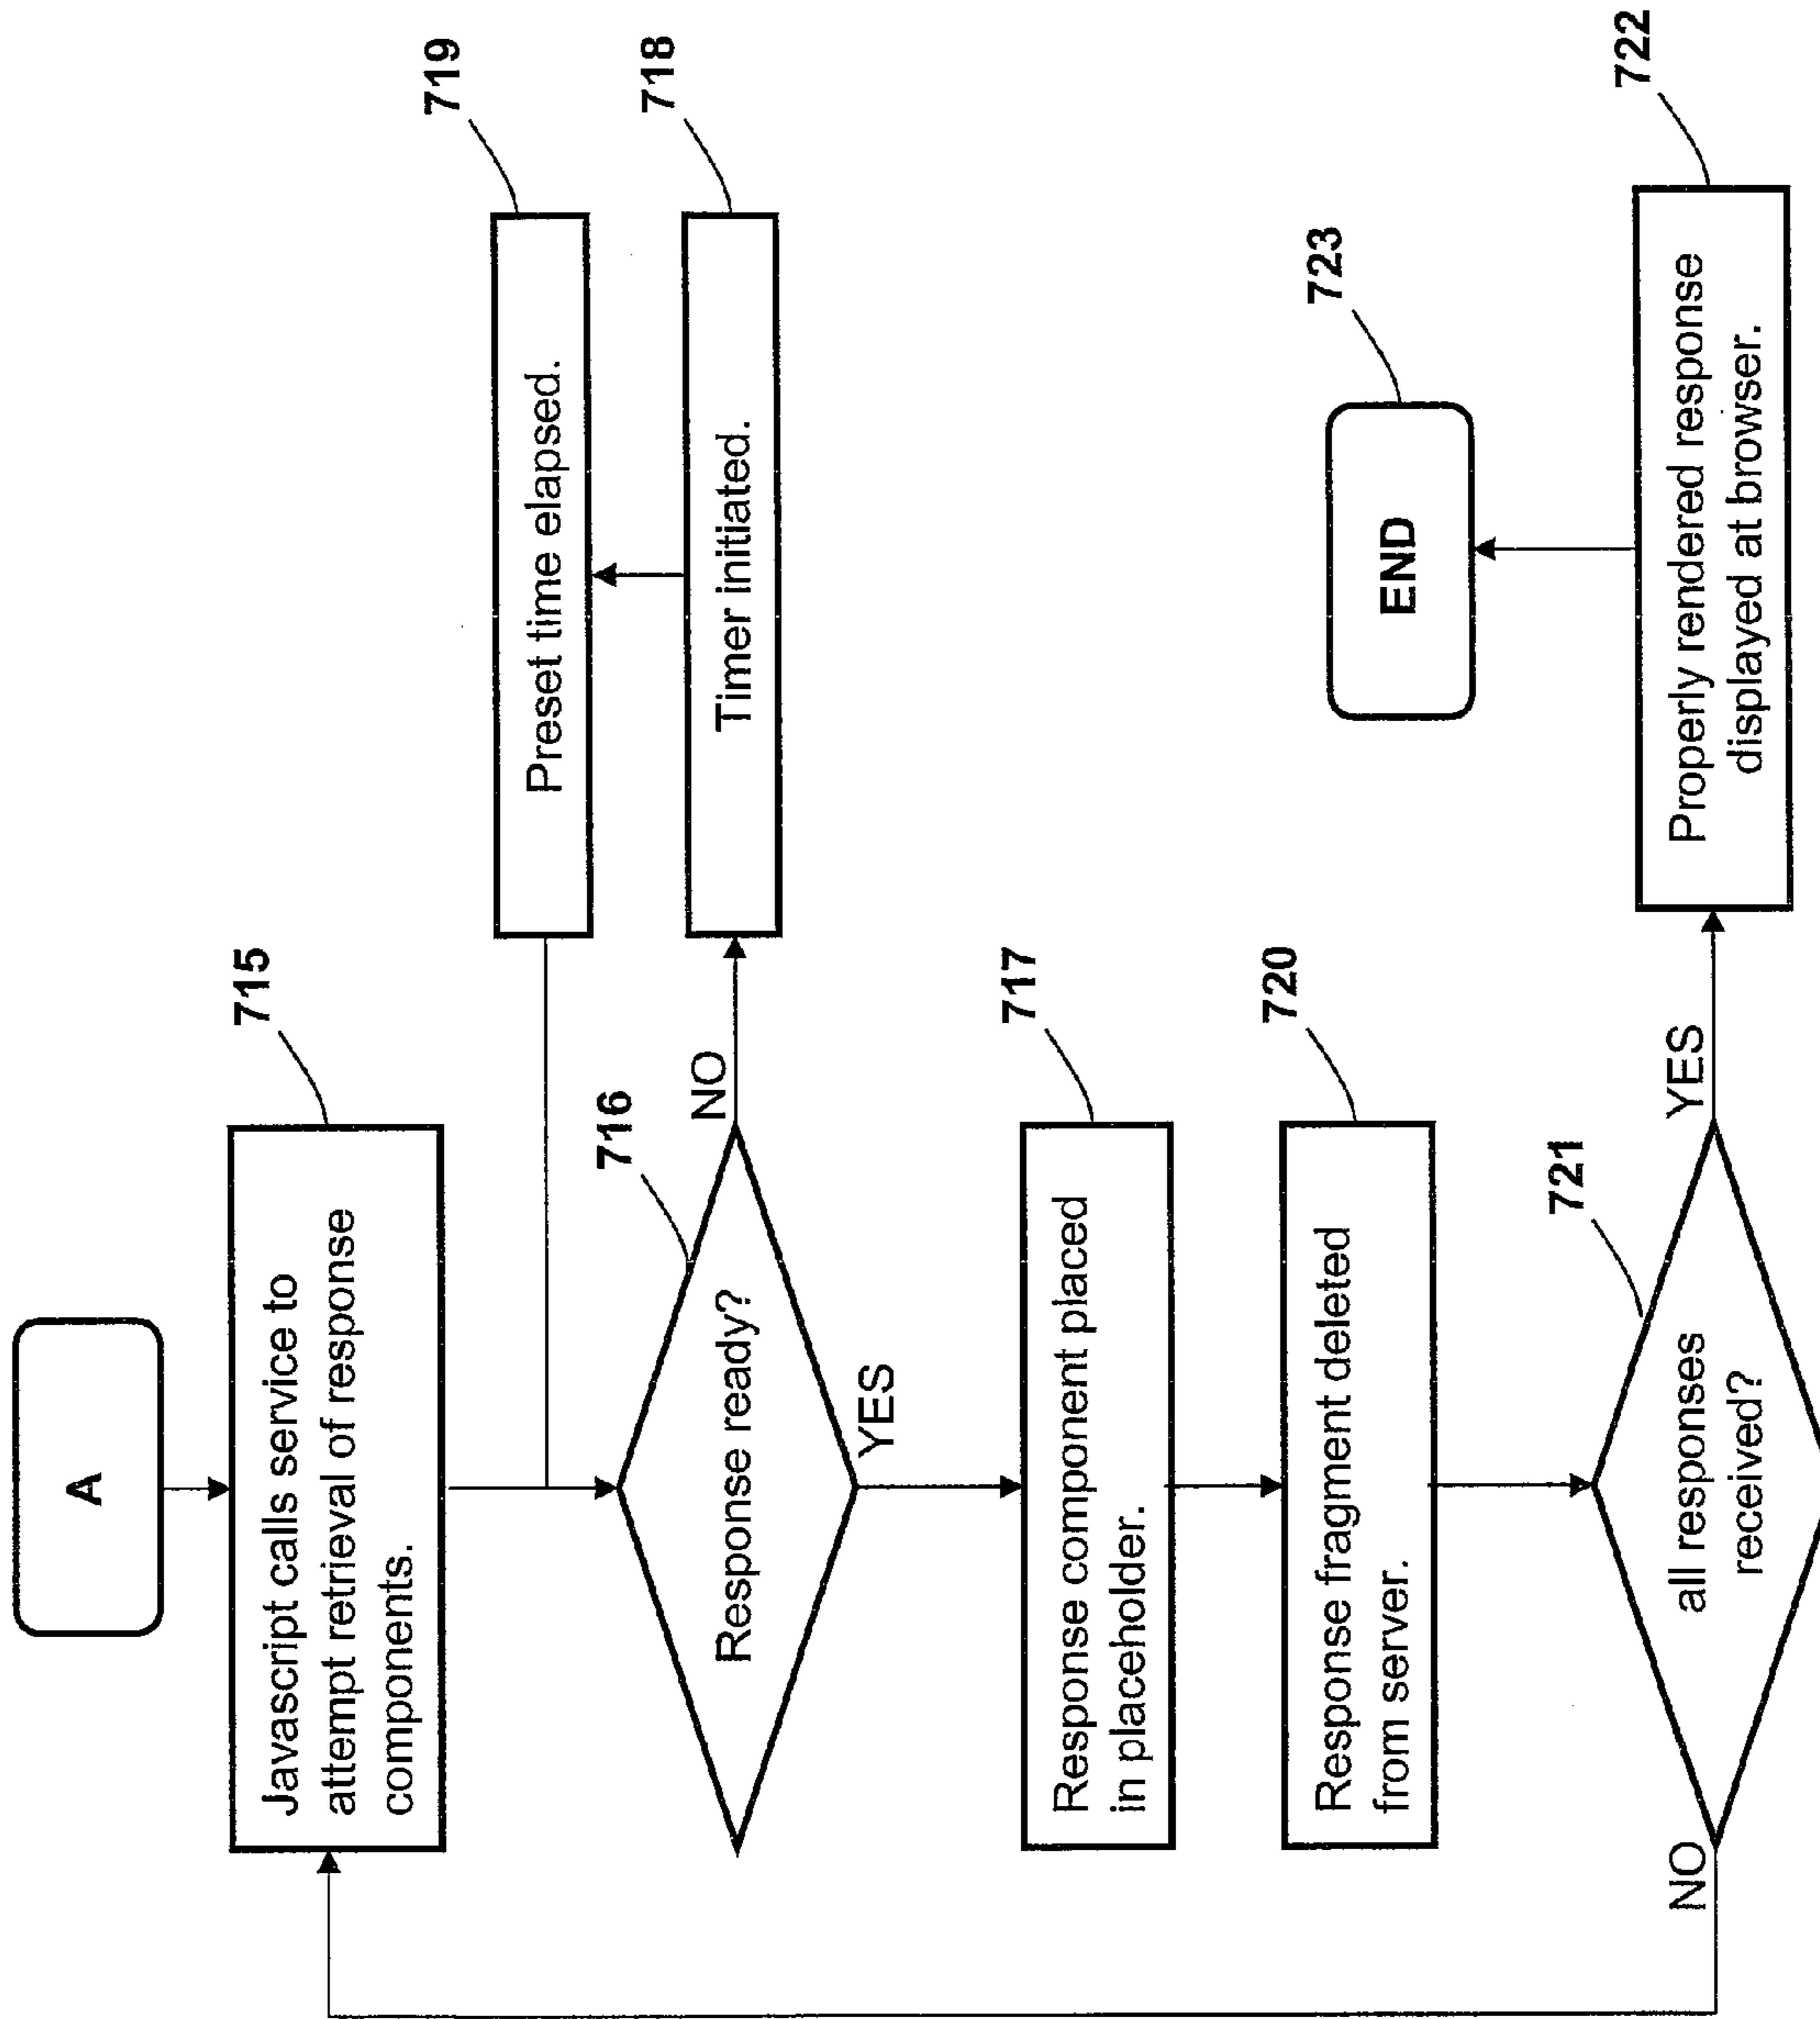 A
715
Javascript calls service to
attempt retrieval of response
components.
716
Response ready?
NO
YES
719
Preset time elapsed.
718
Timer initiated.
717
Response component placed
in placeholder.
720
Response fragment deleted
from server.
721
all responses
received?
NO
YES
722
Properly rendered response
displayed at browser.
723
END